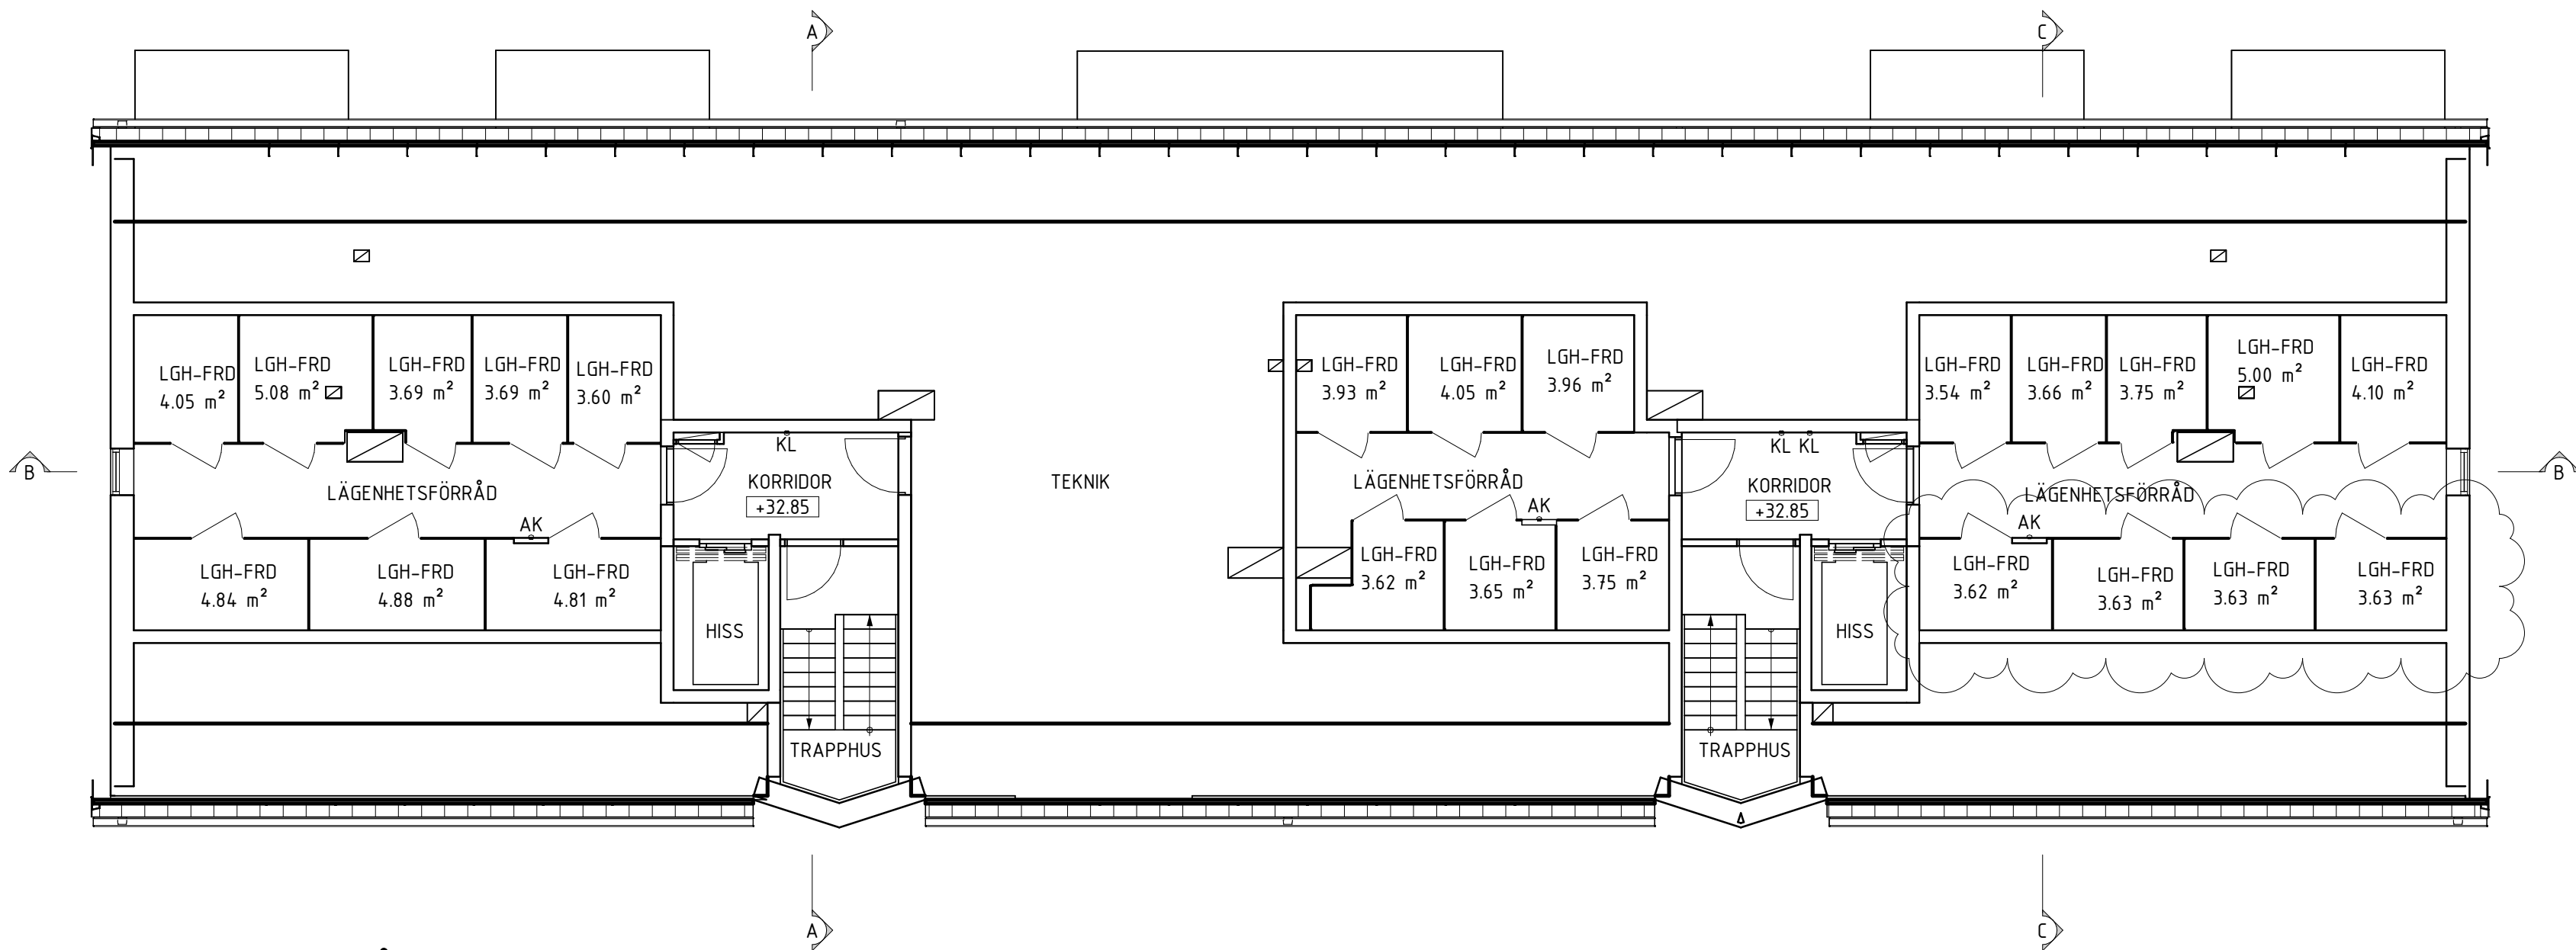 A
C
LGH-FRD
4.05 m²
LGH-FRD
5.08 m²
LGH-FRD
3.69 m²
LGH-FRD
3.69 m²
LGH-FRD
3.60 m²
LGH-FRD
3.93 m²
LGH-FRD
4.05 m²
LGH-FRD
3.96 m²
LGH-FRD
3.54 m²
LGH-FRD
3.66 m²
LGH-FRD
3.75 m²
LGH-FRD
5.00 m²
LGH-FRD
4.10 m²
B
LÄGENHETSFÖRRÅD
AK
KL
KORRIDOR
+32.85
TEKNIK
LÄGENHETSFÖRRÅD
AK
KL KL
KORRIDOR
+32.85
LÄGENHETSFÖRRÅD
AK
B
LGH-FRD
4.84 m²
LGH-FRD
4.88 m²
LGH-FRD
4.81 m²
HISS
LGH-FRD
3.62 m²
LGH-FRD
3.65 m²
LGH-FRD
3.75 m²
HISS
LGH-FRD
3.62 m²
LGH-FRD
3.63 m²
LGH-FRD
3.63 m²
LGH-FRD
3.63 m²
TRAPPHUS
TRAPPHUS
A
C